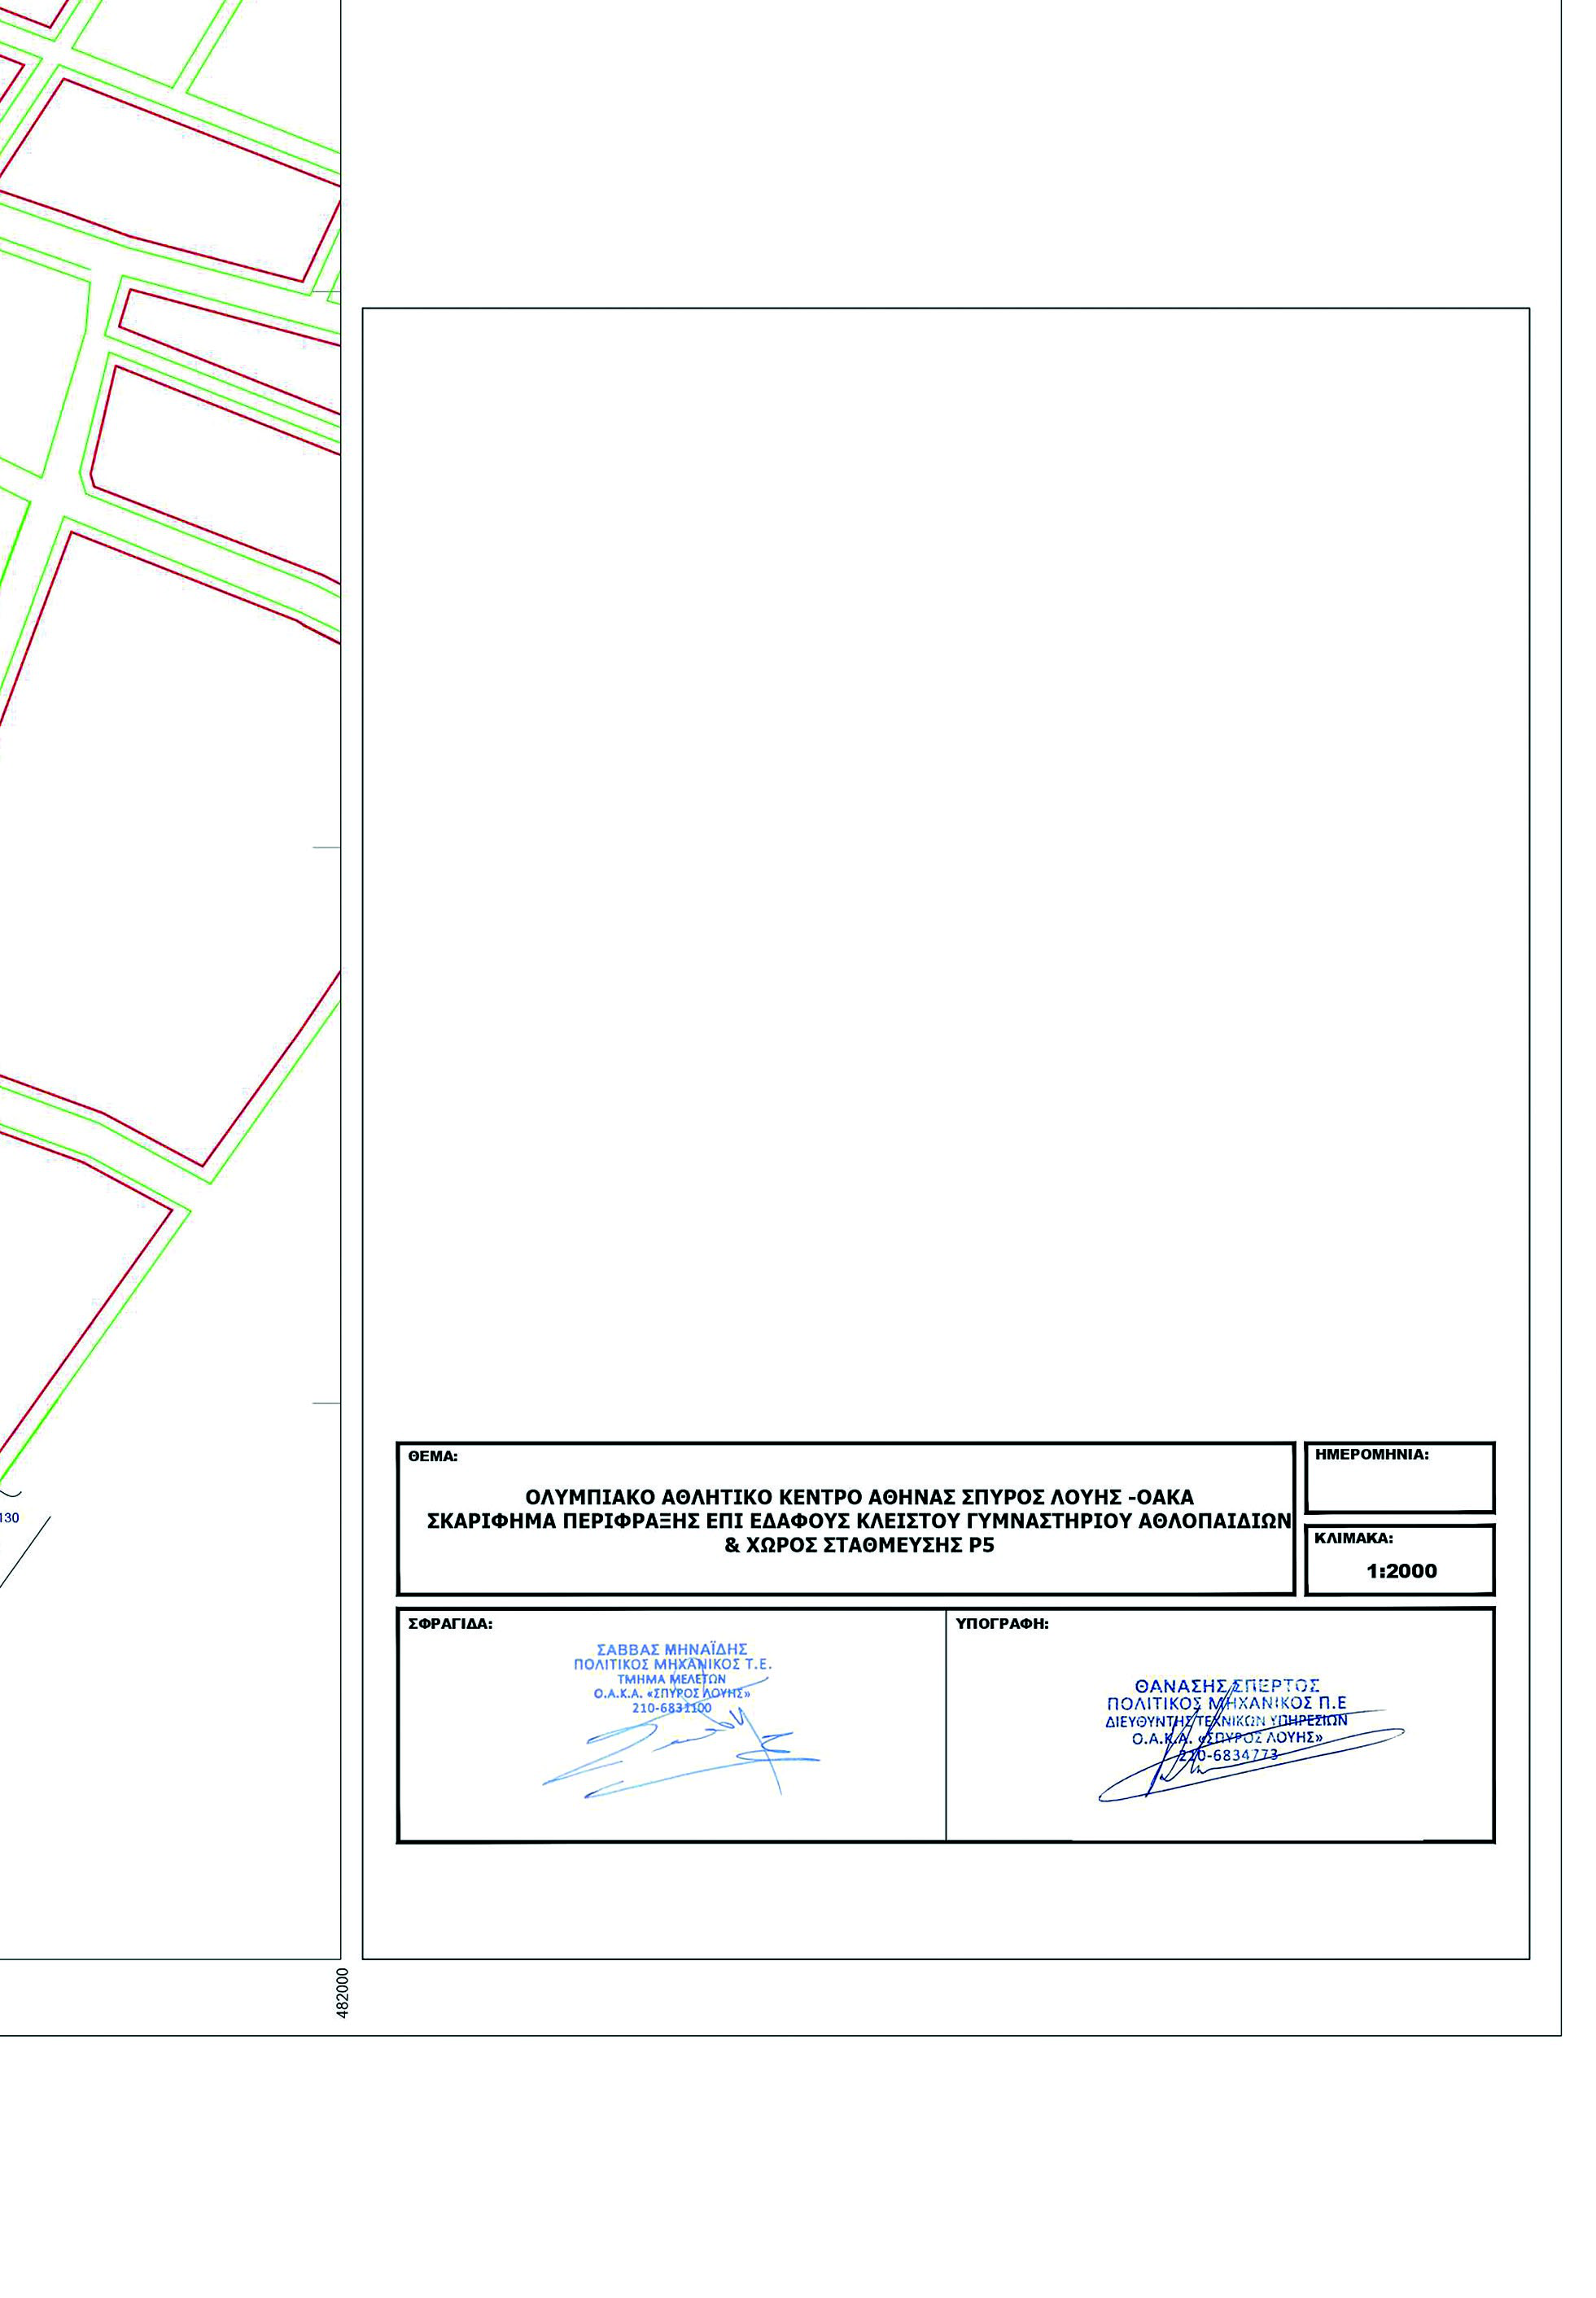 130
ΘΕΜΑ:
ΟΛΥΜΠΙΑΚΟ ΑΘΛΗΤΙΚΟ ΚΕΝΤΡΟ ΑΘΗΝΑΣ ΣΠΥΡΟΣ ΛΟΥΗΣ -ΟΑΚΑ
ΣΚΑΡΙΦΗΜΑ ΠΕΡΙΦΡΑΞΗΣ ΕΠΙ ΕΔΑΦΟΥΣ ΚΛΕΙΣΤΟΥ ΓΥΜΝΑΣΤΗΡΙΟΥ ΑΘΛΟΠΑΙΔΙΩΝ
& ΧΩΡΟΣ ΣΤΑΘΜΕΥΣΗΣ P5
ΗΜΕΡΟΜΗΝΙΑ:
ΚΛΙΜΑΚΑ:
1:2000
ΣΦΡΑΓΙΔΑ:
ΣΑΒΒΑΣ ΜΗΝΑΪΔΗΣ
ΠΟΛΙΤΙΚΟΣ ΜΗΧΑΝΙΚΟΣ Τ.Ε.
ΤΜΗΜΑ ΜΕΛΕΤΩΝ
Ο.Α.Κ.Α. «ΣΠΥΡΟΣ ΛΟΥΗΣ»
210-6831100
ΥΠΟΓΡΑΦΗ:
ΘΑΝΑΣΗΣ ΣΠΕΡΤΟΣ
ΠΟΛΙΤΙΚΟΣ ΜΗΧΑΝΙΚΟΣ Π.Ε
ΔΙΕΥΘΥΝΤΗΣ ΤΕΧΝΙΚΩΝ ΥΠΗΡΕΣΙΩΝ
Ο.Α.Κ.Α. «ΣΠΥΡΟΣ ΛΟΥΗΣ»
210-6834773
482000